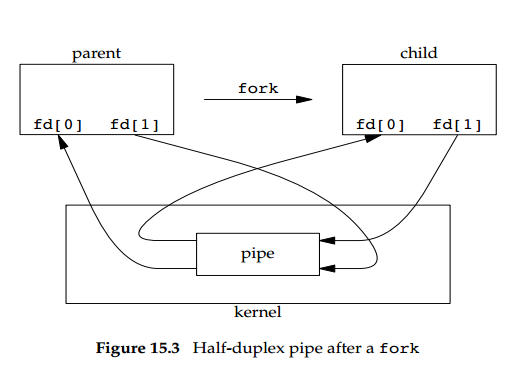 parent
child
fork
fd[0] fd[1]
fd[0] fd[1]
pipe
kernel
Figure 15.3 Half-duplex pipe after a fork